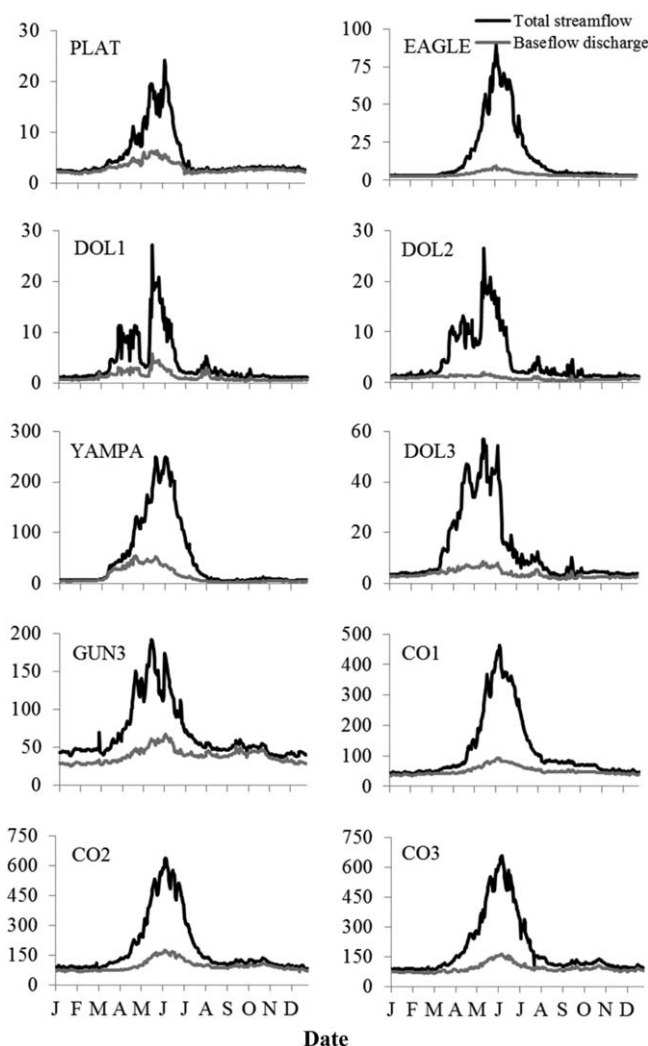 Total streamflow
Baseflow discharge
PLAT
30
20
10
0
J F M A M J J A S O N D
EAGLE
100
75
50
25
0
J F M A M J J A S O N D
DOL1
30
20
10
0
J F M A M J J A S O N D
DOL2
30
20
10
0
J F M A M J J A S O N D
YAMPA
300
200
100
0
J F M A M J J A S O N D
DOL3
60
40
20
0
J F M A M J J A S O N D
GUN3
200
150
100
50
0
J F M A M J J A S O N D
CO1
500
400
300
200
100
0
J F M A M J J A S O N D
CO2
750
600
450
300
150
0
J F M A M J J A S O N D
CO3
750
600
450
300
150
0
J F M A M J J A S O N D
Date